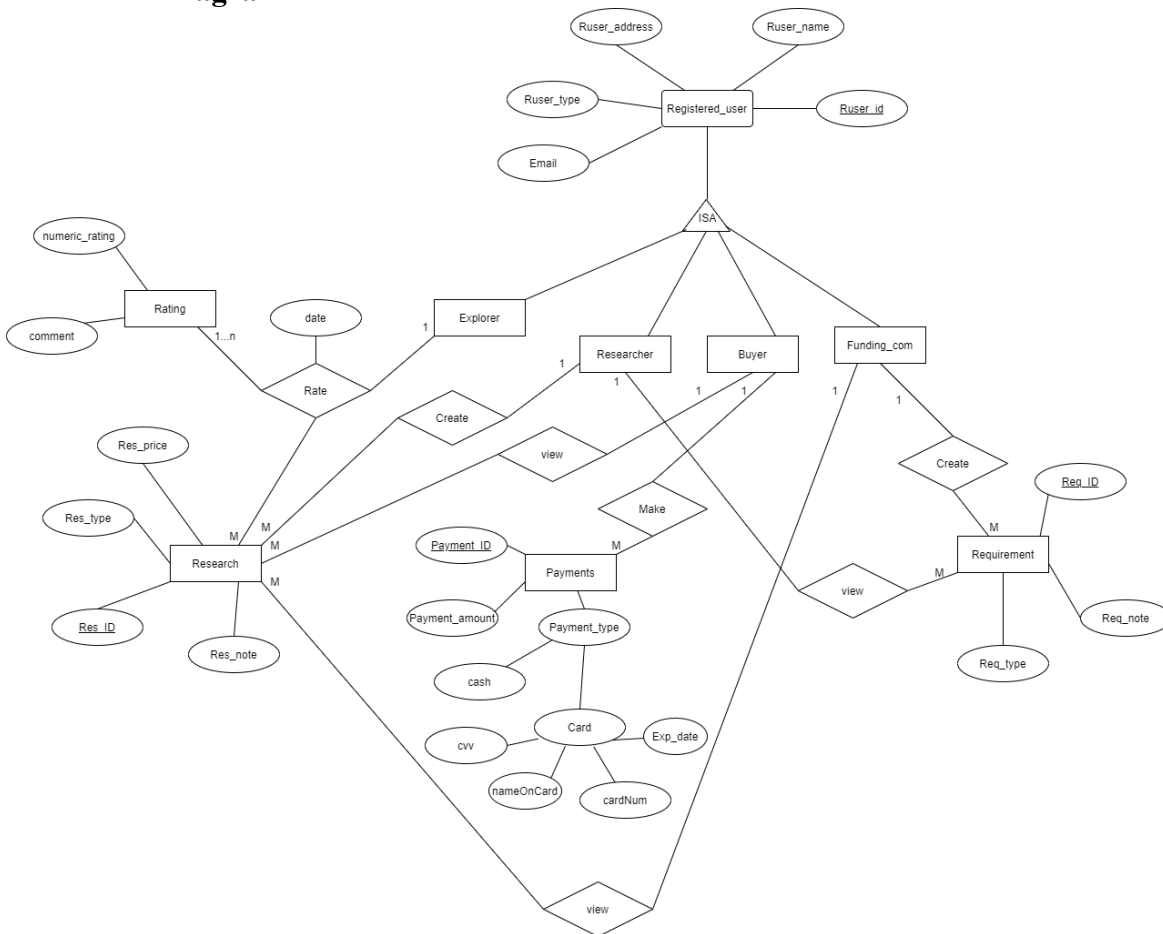 Ruser_address
Ruser_name
Ruser_type
Registered_user
Ruser_id
Email
ISA
numeric_rating
Rating
comment
1...n
date
Rate
1
Explorer
Researcher
Buyer
Funding_com
1
1
1
1
1
1
Create
view
Create
Make
Res_price
Res_type
Research
Res_ID
Res_note
M
M
M
M
Payment_ID
Payments
M
Payment_amount
Payment_type
cash
Card
cvv
Exp_date
nameOnCard
cardNum
Req_ID
M
Requirement
M
view
Req_note
Req_type
view